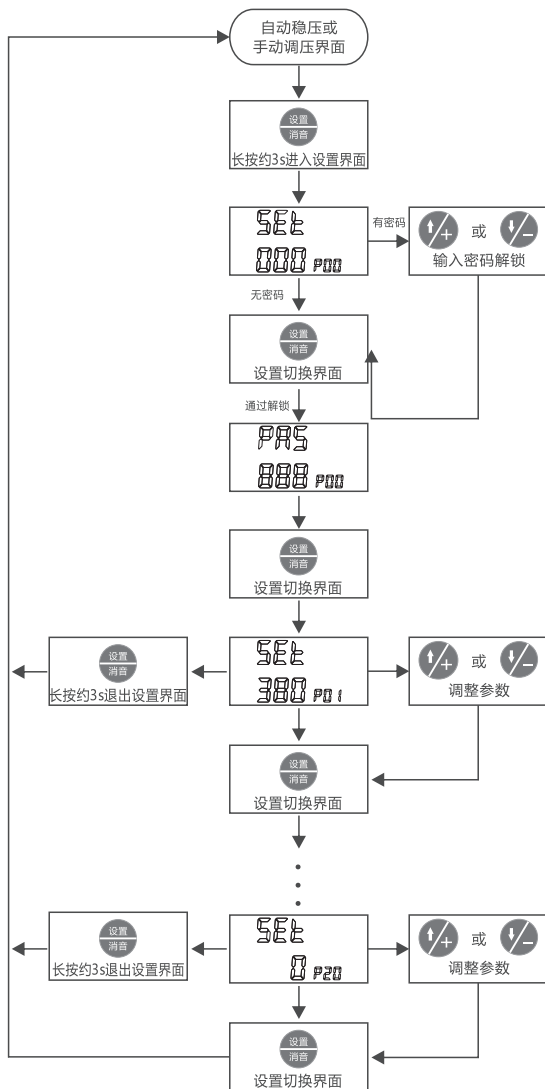 自动稳压或
手动调压界面
设置
消音
长按约3s进入设置界面
SEt
000 P00
有密码
+ 或 −
输入密码解锁
无密码
设置
消音
设置切换界面
通过解锁
PAS
888 P00
设置
消音
设置切换界面
SEt
380 P01
设置
消音
长按约3s退出设置界面
+ 或 −
调整参数
设置
消音
设置切换界面
SEt
0 P20
设置
消音
长按约3s退出设置界面
+ 或 −
调整参数
设置
消音
设置切换界面